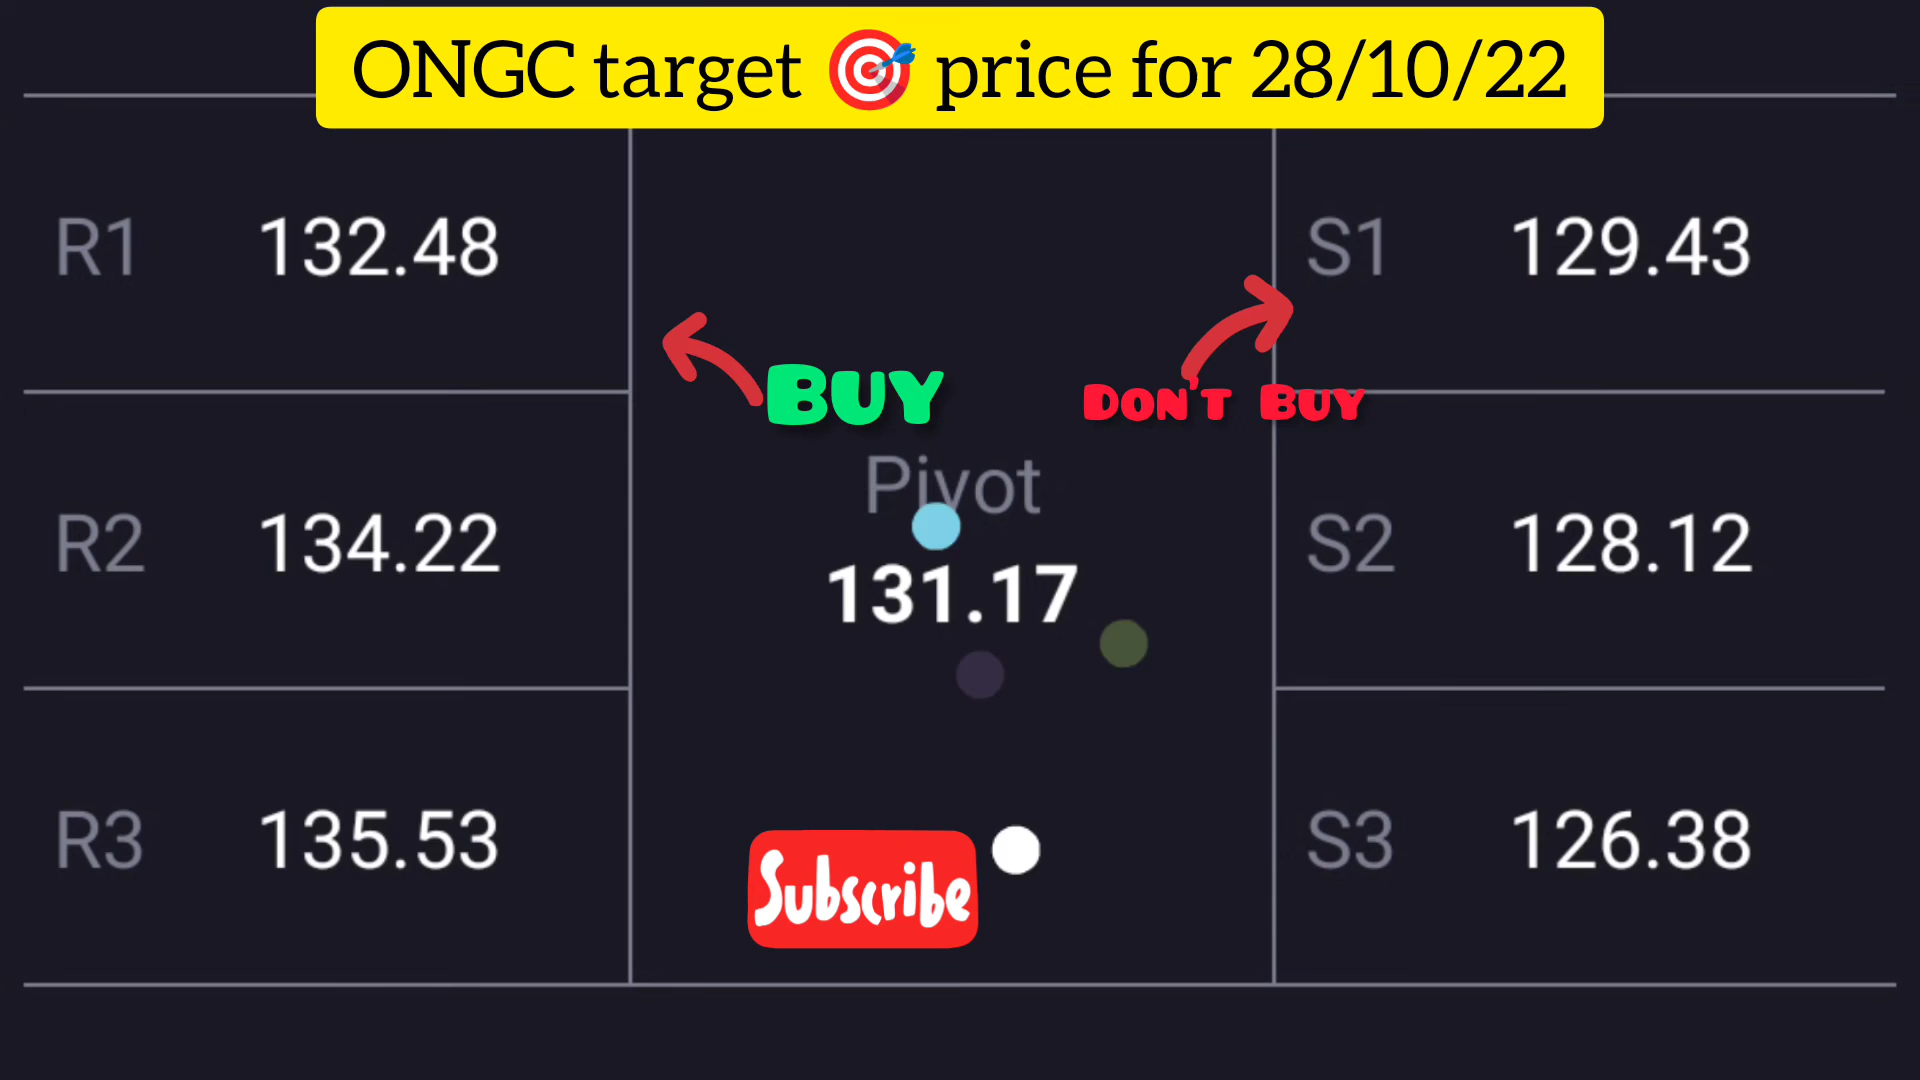 ONGC target 🎯 price for 28/10/22
R1 132.48
S1 129.43
BUY
DON'T BUY
Pivot
131.17
R2 134.22
S2 128.12
R3 135.53
S3 126.38
Subscribe